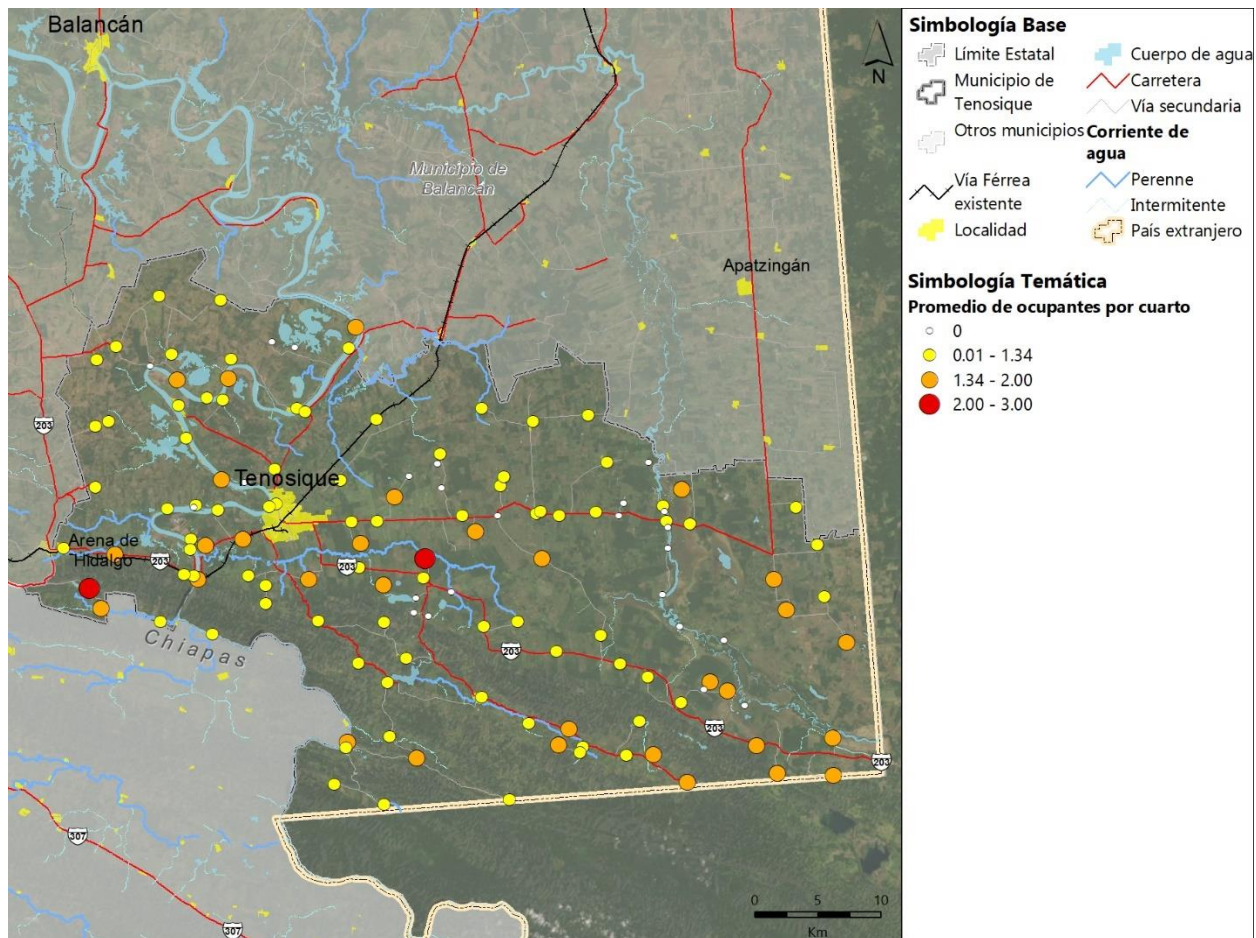 Balancán
N
Municipio de
Balancán
Apatzingán
203
Tenosique
Arena de
Hidalgo
203
203
Chiapas
203
203
203
307
307
0 5 10
Km
Simbología Base
Límite Estatal
Municipio de
Tenosique
Otros municipios
Vía Férrea
existente
Localidad
Cuerpo de agua
Carretera
Vía secundaria
Corriente de
agua
Perenne
Intermitente
País extranjero
Simbología Temática
Promedio de ocupantes por cuarto
0
0.01 - 1.34
1.34 - 2.00
2.00 - 3.00